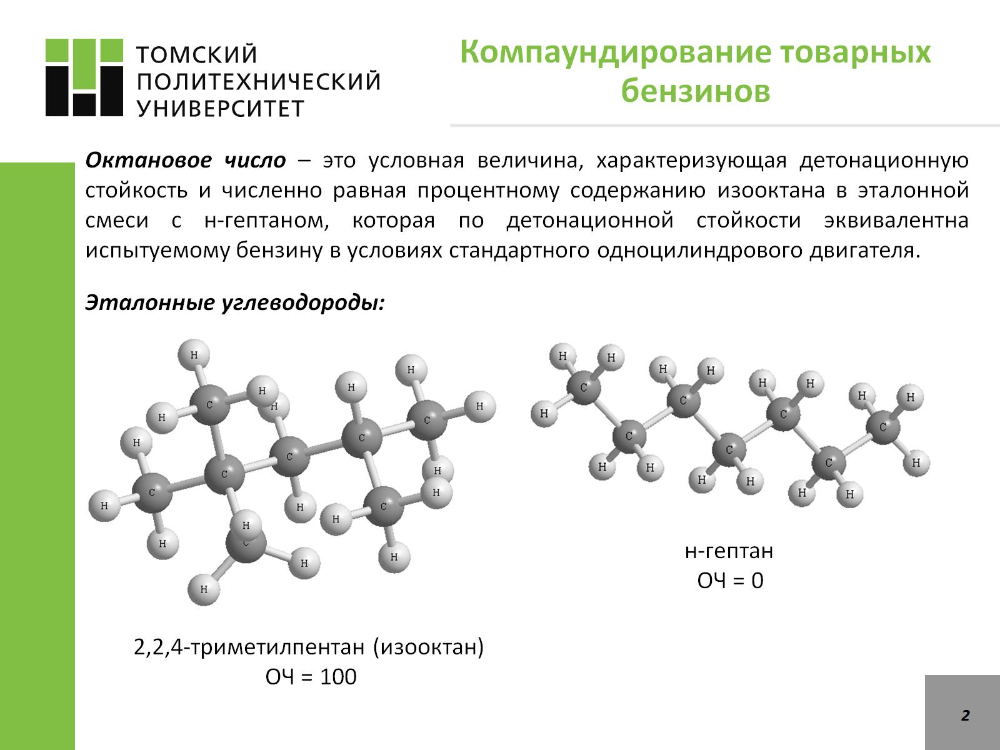 ТОМСКИЙ
ПОЛИТЕХНИЧЕСКИЙ
УНИВЕРСИТЕТ
Компаундирование товарных
бензинов
Октановое число – это условная величина, характеризующая детонационную
стойкость и численно равная процентному содержанию изооктана в эталонной
смеси с н-гептаном, которая по детонационной стойкости эквивалентна
испытуемому бензину в условиях стандартного одноцилиндрового двигателя.
Эталонные углеводороды:
H
H
C
H
H
H
H
C
H
C
C
C
H
H
C
H
H
C
H
H
H
C
H
H
H
H
C
H
H
H
H
C
H
C
H
H
C
H
H
C
H
H
C
H
H
C
H
H
C
H
H
H
C
H
н-гептан
ОЧ = 0
2,2,4-триметилпентан (изооктан)
ОЧ = 100
2